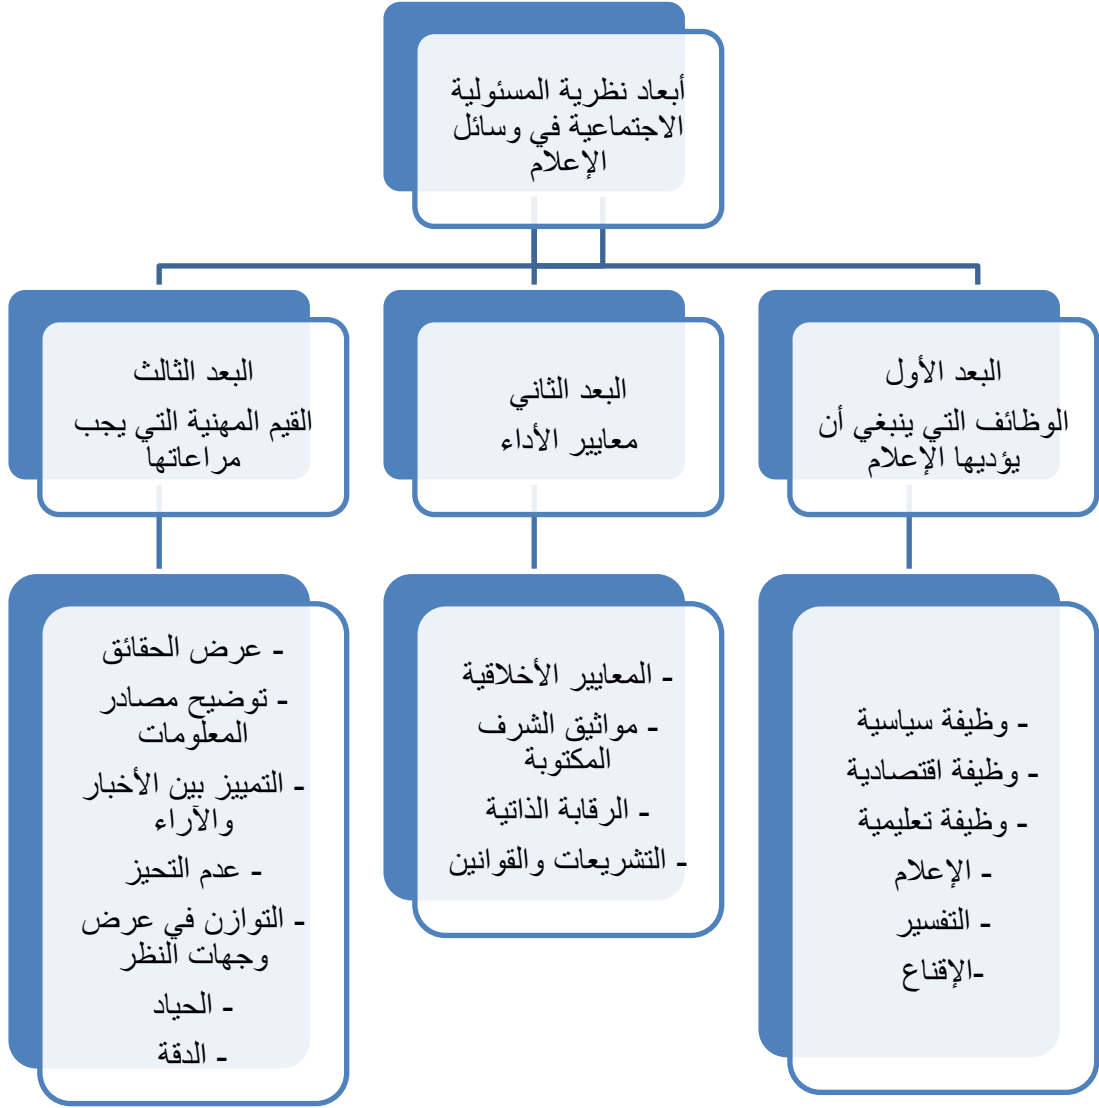 أبعاد نظرية المسئولية
الاجتماعية في وسائل
الإعلام
البعد الأول
الوظائف التي ينبغي أن
يؤديها الإعلام
البعد الثاني
معايير الأداء
البعد الثالث
القيم المهنية التي يجب
مراعاتها
- وظيفة سياسية
- وظيفة اقتصادية
- وظيفة تعليمية
- الإعلام
- التفسير
-الإقناع
- المعايير الأخلاقية
- مواثيق الشرف
المكتوبة
- الرقابة الذاتية
- التشريعات والقوانين
- عرض الحقائق
- توضيح مصادر
المعلومات
- التمييز بين الأخبار
والآراء
- عدم التحيز
- التوازن في عرض
وجهات النظر
- الحياد
- الدقة